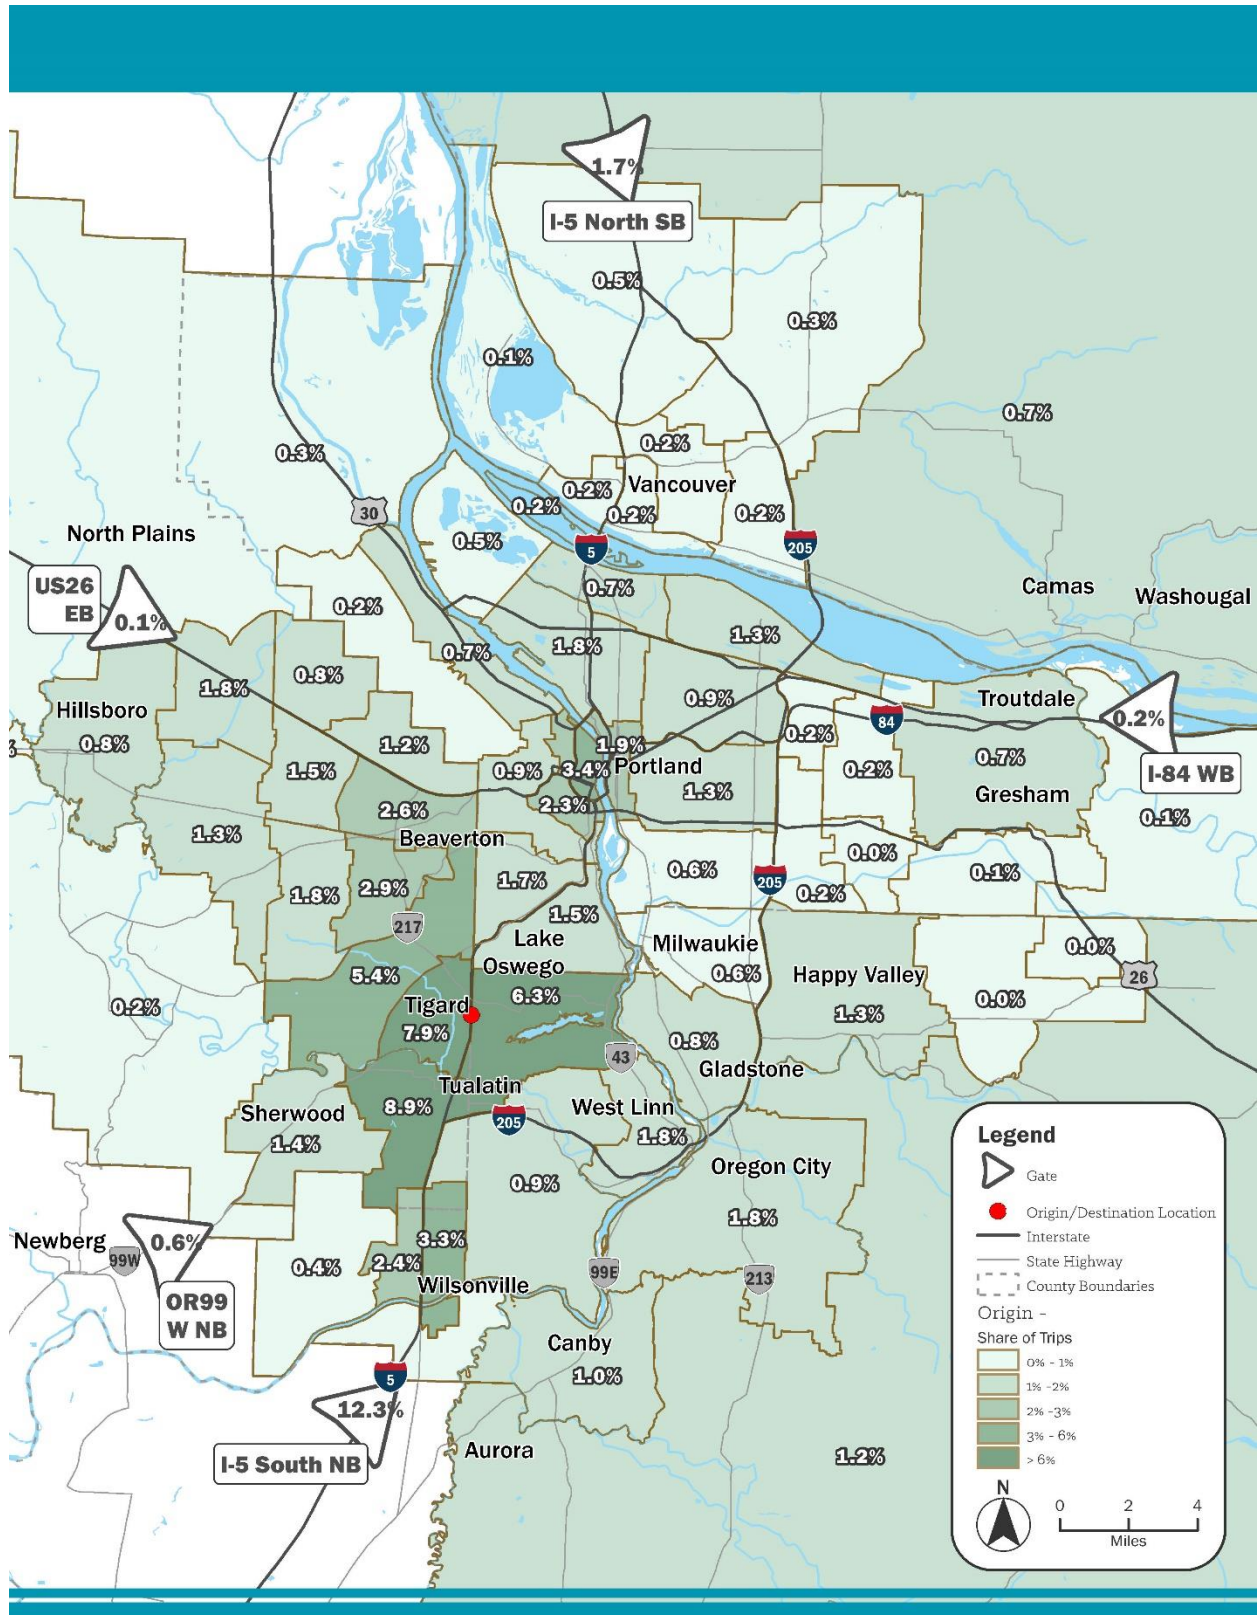 1.7%
I-5 North SB
0.5%
0.3%
0.1%
0.7%
0.2%
0.3%
0.2%
Vancouver
0.2%
0.2%
0.2%
30
North Plains
0.5%
5
205
US26
EB
0.1%
0.2%
0.7%
Camas
Washougal
1.3%
1.8%
0.7%
0.8%
1.8%
0.9%
Troutdale
Hillsboro
0.2%
84
0.2%
I-84 WB
0.8%
%
1.2%
1.9%
0.7%
1.5%
0.9%
3.4%
Portland
0.2%
1.3%
Gresham
2.6%
2.3%
0.1%
1.3%
Beaverton
0.0%
0.6%
0.1%
1.7%
205
0.2%
1.8%
2.9%
217
1.5%
Lake
Oswego
Milwaukie
0.0%
5.4%
0.6%
Happy Valley
26
0.2%
6.3%
0.0%
Tigard
1.3%
7.9%
0.8%
43
Gladstone
Tualatin
8.9%
Sherwood
West Linn
205
1.4%
1.8%
Oregon City
0.9%
1.8%
Newberg
99W
0.6%
3.3%
0.4%
2.4%
99E
213
Wilsonville
OR99
W NB
Canby
5
1.0%
12.3%
I-5 South NB
Aurora
1.2%
Legend
Gate
Origin/Destination Location
Interstate
State Highway
County Boundaries
Origin -
Share of Trips
0% - 1%
1% -2%
2% -3%
3% - 6%
> 6%
N
0 2 4
Miles